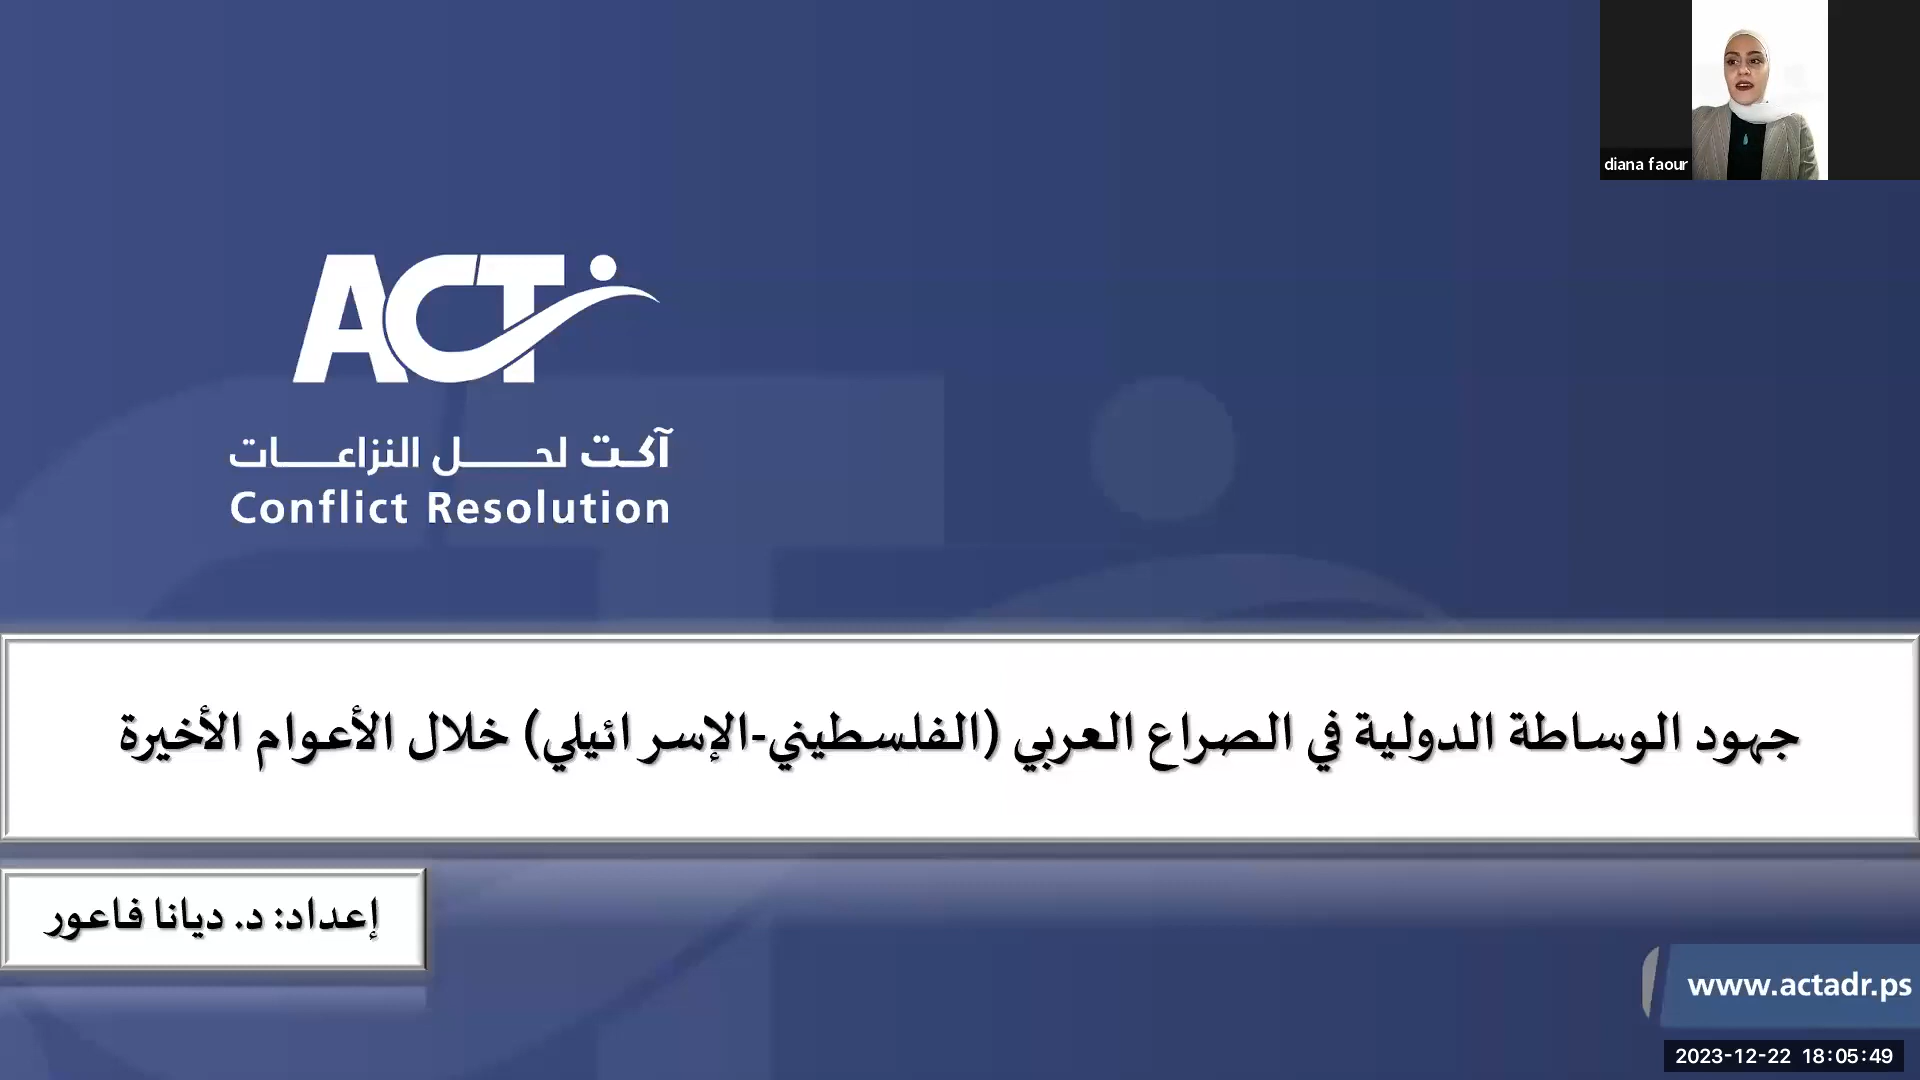 diana faour
ACT
آكت لحل النزاعات
Conflict Resolution
جهود الوساطة الدولية في الصراع العربي (الفلسطيني-الإسرائيلي) خلال الأعوام الأخيرة
إعداد: د. ديانا فاعور
www.actadr.ps
2023-12-22 18:05:49